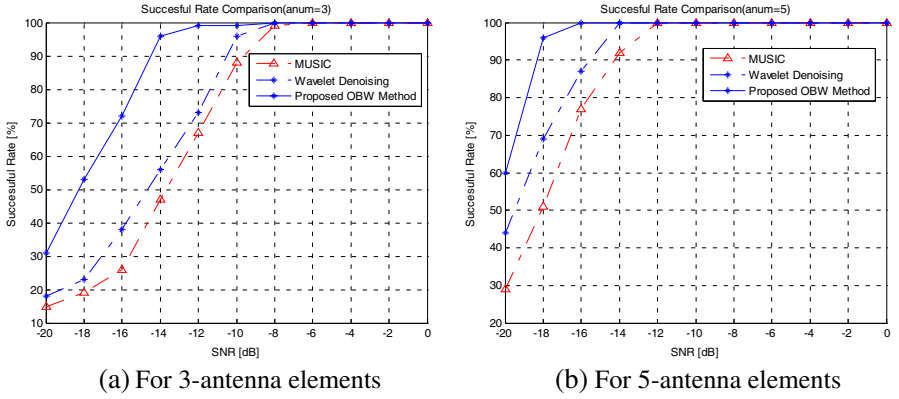 Succesful Rate Comparison(anum=3)
100
90
80
70
60
50
40
30
20
10
-20
-18
-16
-14
-12
-10
-8
-6
-4
-2
0
SNR [dB]
Succesuful Rate [%]
MUSIC
Wavelet Denoising
Proposed OBW Method
(a) For 3-antenna elements
Succesuful Rate Comparison(anum=5)
100
90
80
70
60
50
40
30
20
-20
-18
-16
-14
-12
-10
-8
-6
-4
-2
0
SNR [dB]
Succesuful Rate [%]
MUSIC
Wavelet Denoising
Proposed OBW Method
(b) For 5-antenna elements